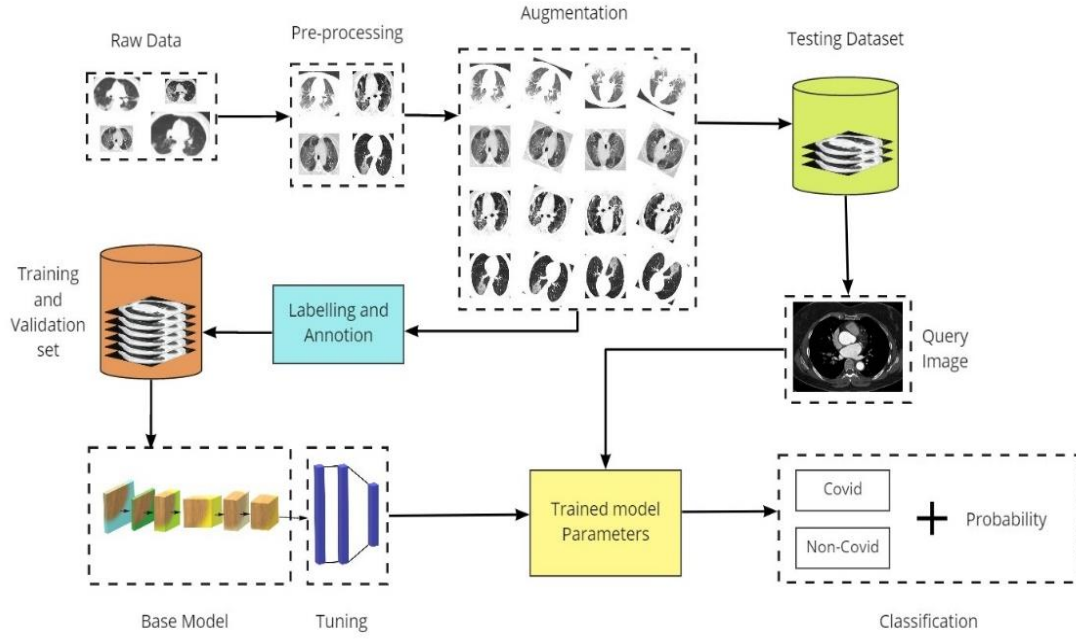 Raw Data
Pre-processing
Augmentation
Testing Dataset
Training
and
Validation
set
Labelling and
Annotion
Query
Image
Trained model
Parameters
Covid
Non-Covid
+
Probability
Base Model
Tuning
Classification